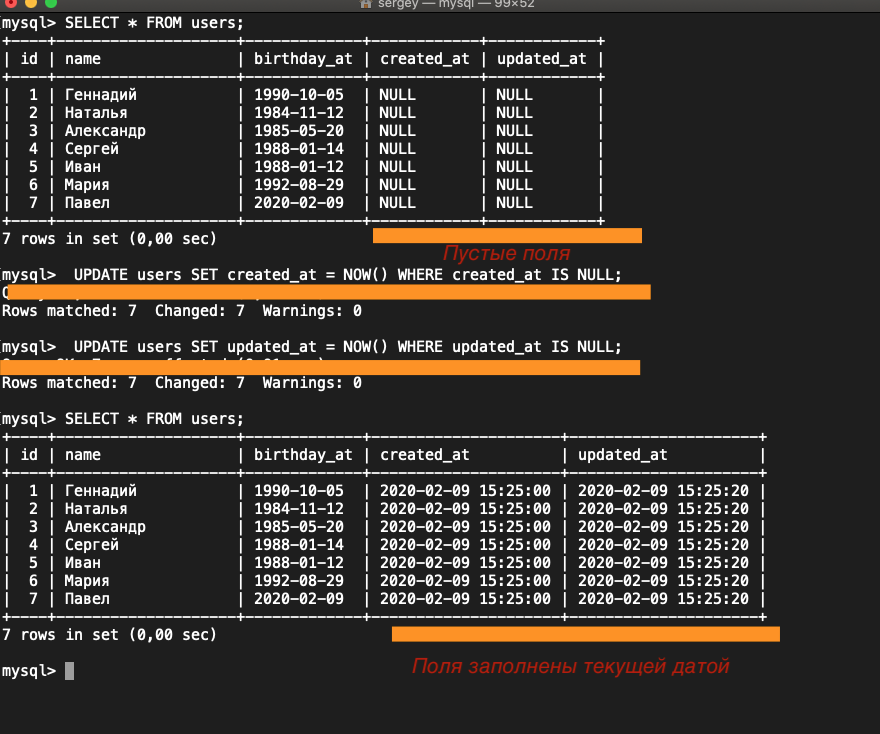 sergey — mysql — 99×52
mysql> SELECT * FROM users;
+----+--------------------+-------------+------------+------------+
| id | name | birthday_at | created_at | updated_at |
+----+--------------------+-------------+------------+------------+
| 1 | Геннадий | 1990-10-05 | NULL | NULL |
| 2 | Наталья | 1984-11-12 | NULL | NULL |
| 3 | Александр | 1985-05-20 | NULL | NULL |
| 4 | Сергей | 1988-01-14 | NULL | NULL |
| 5 | Иван | 1988-01-12 | NULL | NULL |
| 6 | Мария | 1992-08-29 | NULL | NULL |
| 7 | Павел | 2020-02-09 | NULL | NULL |
+----+--------------------+-------------+------------+------------+
7 rows in set (0,00 sec)
Пустые поля
mysql> UPDATE users SET created_at = NOW() WHERE created_at IS NULL;
Rows matched: 7 Changed: 7 Warnings: 0
mysql> UPDATE users SET updated_at = NOW() WHERE updated_at IS NULL;
Rows matched: 7 Changed: 7 Warnings: 0
mysql> SELECT * FROM users;
+----+--------------------+-------------+---------------------+---------------------+
| id | name | birthday_at | created_at | updated_at |
+----+--------------------+-------------+---------------------+---------------------+
| 1 | Геннадий | 1990-10-05 | 2020-02-09 15:25:00 | 2020-02-09 15:25:20 |
| 2 | Наталья | 1984-11-12 | 2020-02-09 15:25:00 | 2020-02-09 15:25:20 |
| 3 | Александр | 1985-05-20 | 2020-02-09 15:25:00 | 2020-02-09 15:25:20 |
| 4 | Сергей | 1988-01-14 | 2020-02-09 15:25:00 | 2020-02-09 15:25:20 |
| 5 | Иван | 1988-01-12 | 2020-02-09 15:25:00 | 2020-02-09 15:25:20 |
| 6 | Мария | 1992-08-29 | 2020-02-09 15:25:00 | 2020-02-09 15:25:20 |
| 7 | Павел | 2020-02-09 | 2020-02-09 15:25:00 | 2020-02-09 15:25:20 |
+----+--------------------+-------------+---------------------+---------------------+
7 rows in set (0,00 sec)
Поля заполнены текущей датой
mysql>